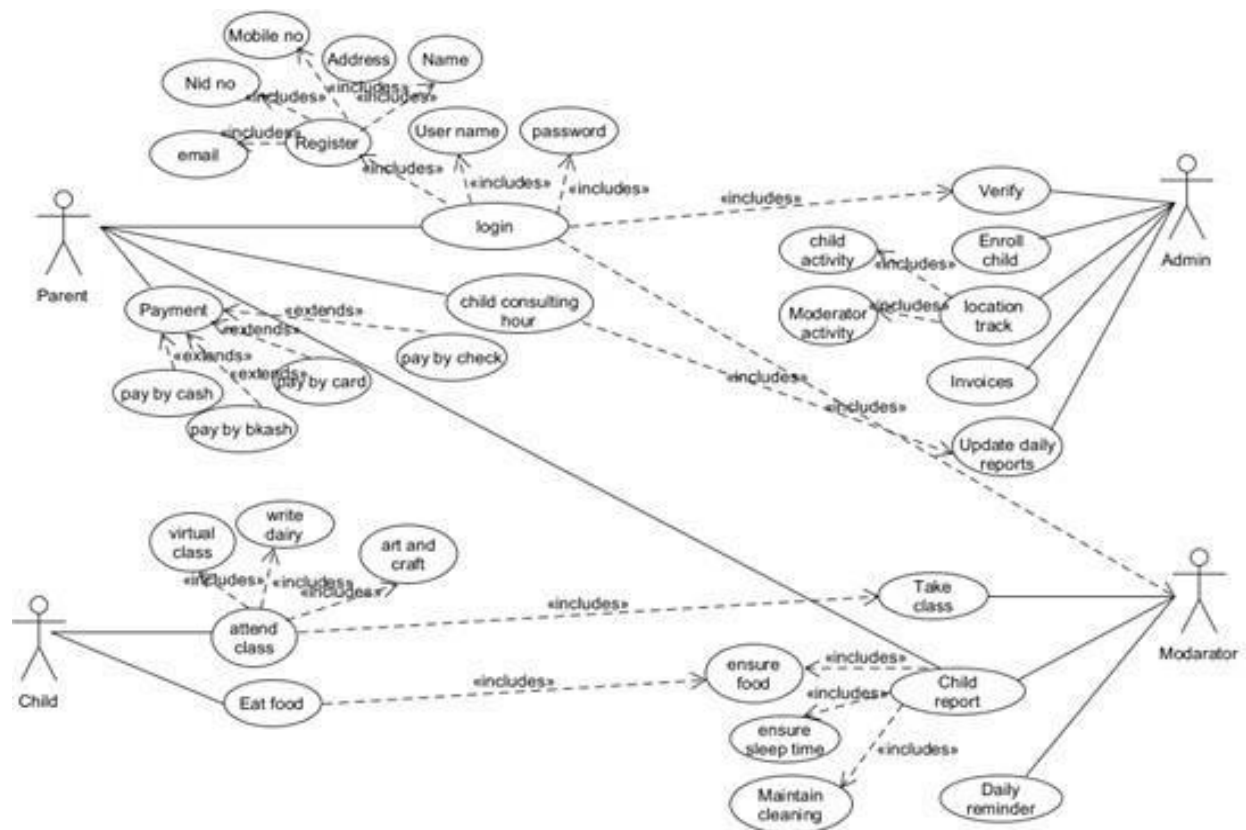 Mobile no
Address
Name
Nid no
«includes»
«includes»
«includes»
«includes»
email
Register
User name
password
«includes»
«includes»
«includes»
login
«includes»
Verify
Parent
Admin
child
activity
Enroll
child
«includes»
Moderator
activity
«includes»
location
track
Payment
«extends»
child consulting
hour
«extends»
pay by check
«extends»
«extends»
pay by cash
pay by card
pay by bkash
Invoices
«includes»
«includes»
Update daily
reports
virtual
class
write
dairy
art and
craft
«includes»
«includes»
«includes»
attend
class
«includes»
Take
class
Child
Modarator
Eat food
«includes»
ensure
food
«includes»
Child
report
«includes»
ensure
sleep time
«includes»
Maintain
cleaning
Daily
reminder